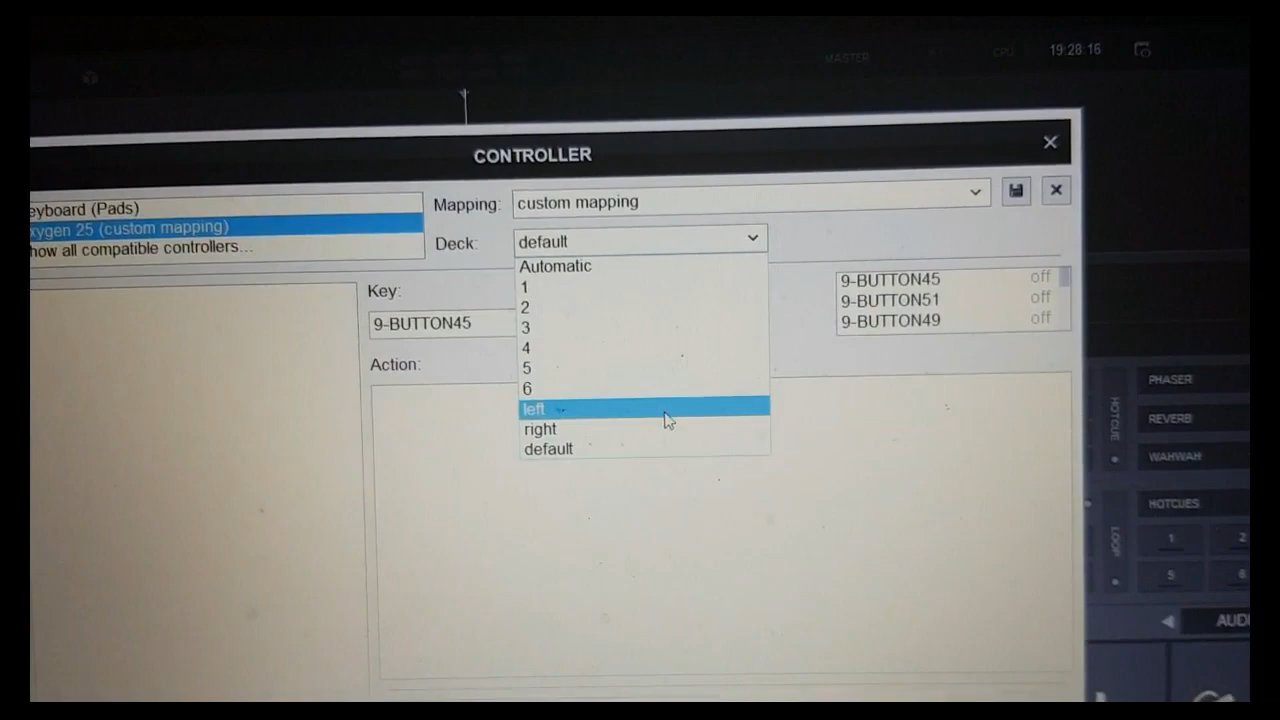 MASTER
CPU
19:28:16
CONTROLLER
eyboard (Pads)
xygen 25 (custom mapping)
how all compatible controllers...
Mapping:
custom mapping
Deck:
default
Automatic
1
2
3
4
5
6
left
right
default
Key:
9-BUTTON45
Action:
9-BUTTON45 off
9-BUTTON51 off
9-BUTTON49 off
PHASER
HOTCUE
REVERB
WAHWAH
HOTCUES
LOOP
1 2
5 6
AUDI